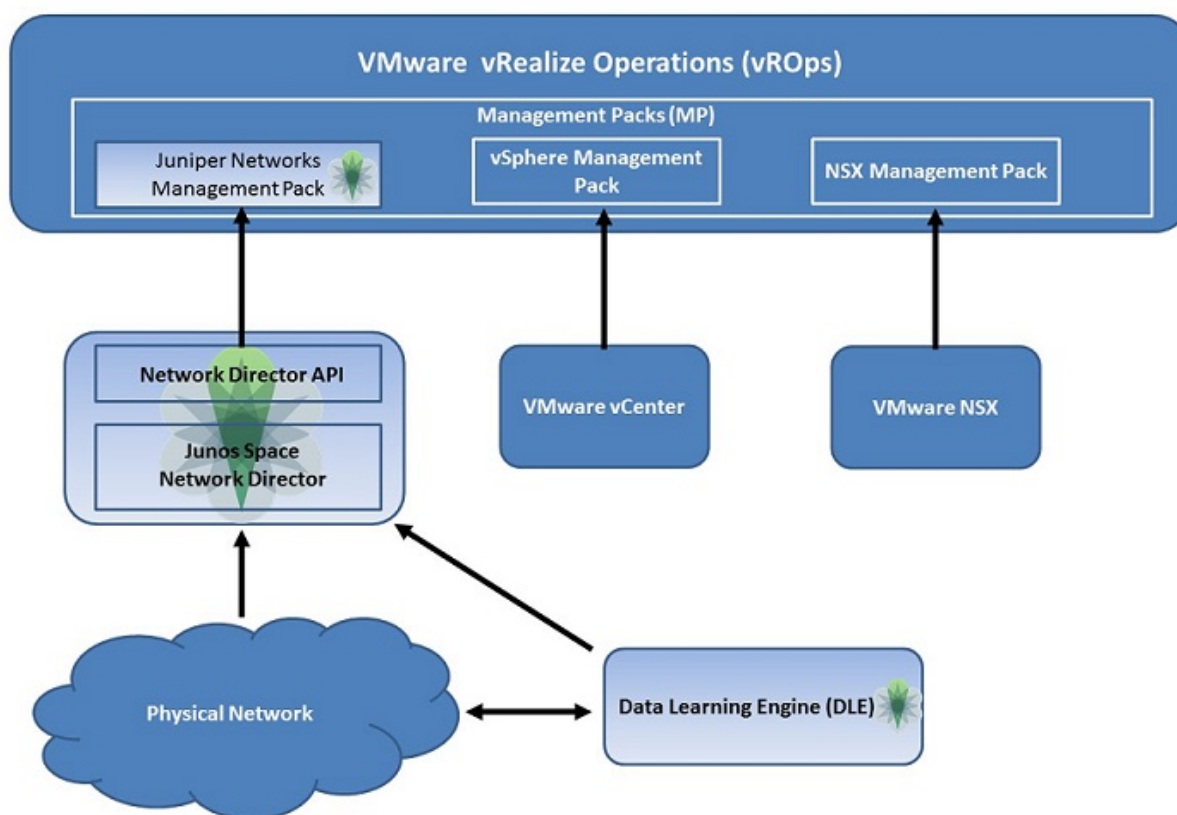 VMware vRealize Operations (vROps)
Management Packs (MP)
Juniper Networks
Management Pack
vSphere Management
Pack
NSX Management Pack
Network Director API
Junos Space
Network Director
VMware vCenter
VMware NSX
Physical Network
Data Learning Engine (DLE)